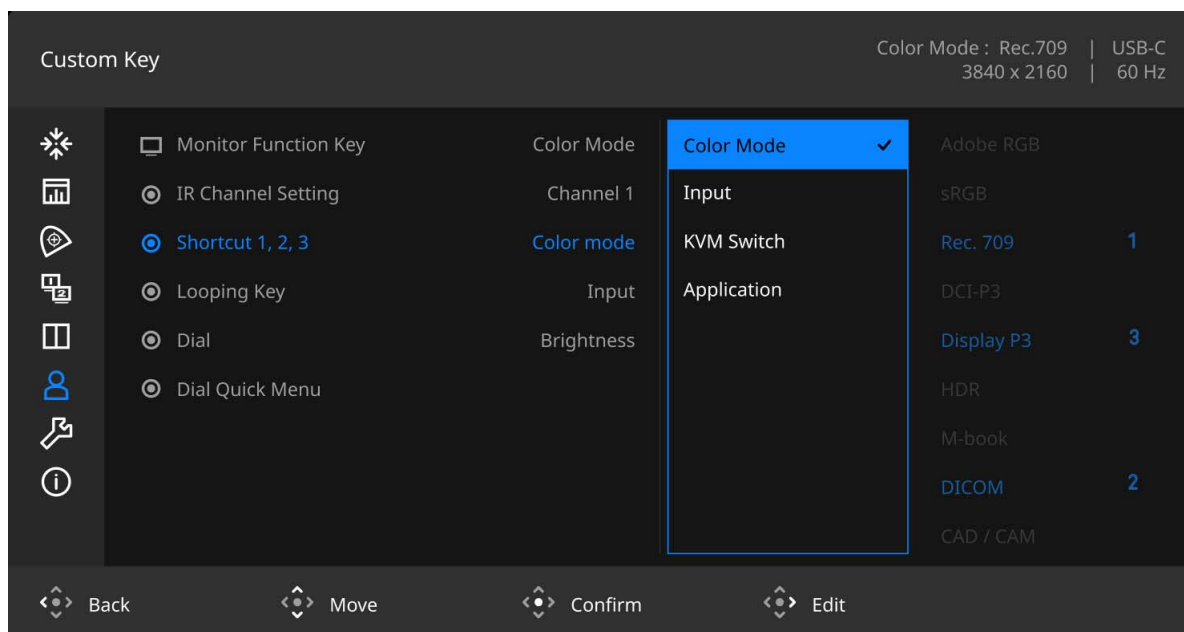 Custom Key
Color Mode : Rec.709 | USB-C
3840 x 2160 | 60 Hz
Monitor Function Key Color Mode
IR Channel Setting Channel 1
Shortcut 1, 2, 3 Color mode
Looping Key Input
Dial Brightness
Dial Quick Menu
Color Mode
Input
KVM Switch
Application
Adobe RGB
sRGB
Rec. 709 1
DCI-P3
Display P3 3
HDR
M-book
DICOM 2
CAD / CAM
1
2
Back Move Confirm Edit